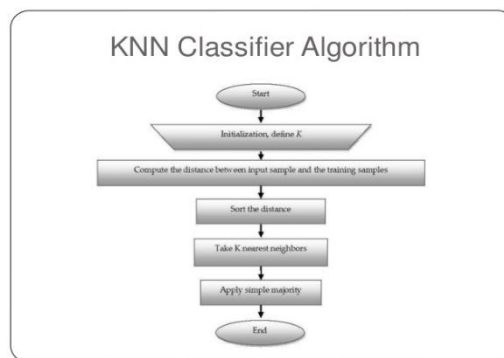 KNN Classifier Algorithm
Start
Initialization, define K
Compute the distance between input sample and the training samples
Sort the distance
Take K nearest neighbors
Apply simple majority
End